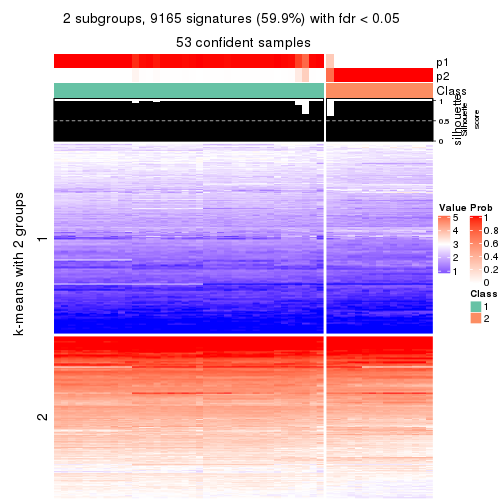 2 subgroups, 9165 signatures (59.9%) with fdr < 0.05
53 confident samples
p1
p2
Class
1
0.5
0
silhouette
Silhouette
score
k-means with 2 groups
1
2
Value
5
4
3
2
1
Prob
1
0.8
0.6
0.4
0.2
0
Class
1
2